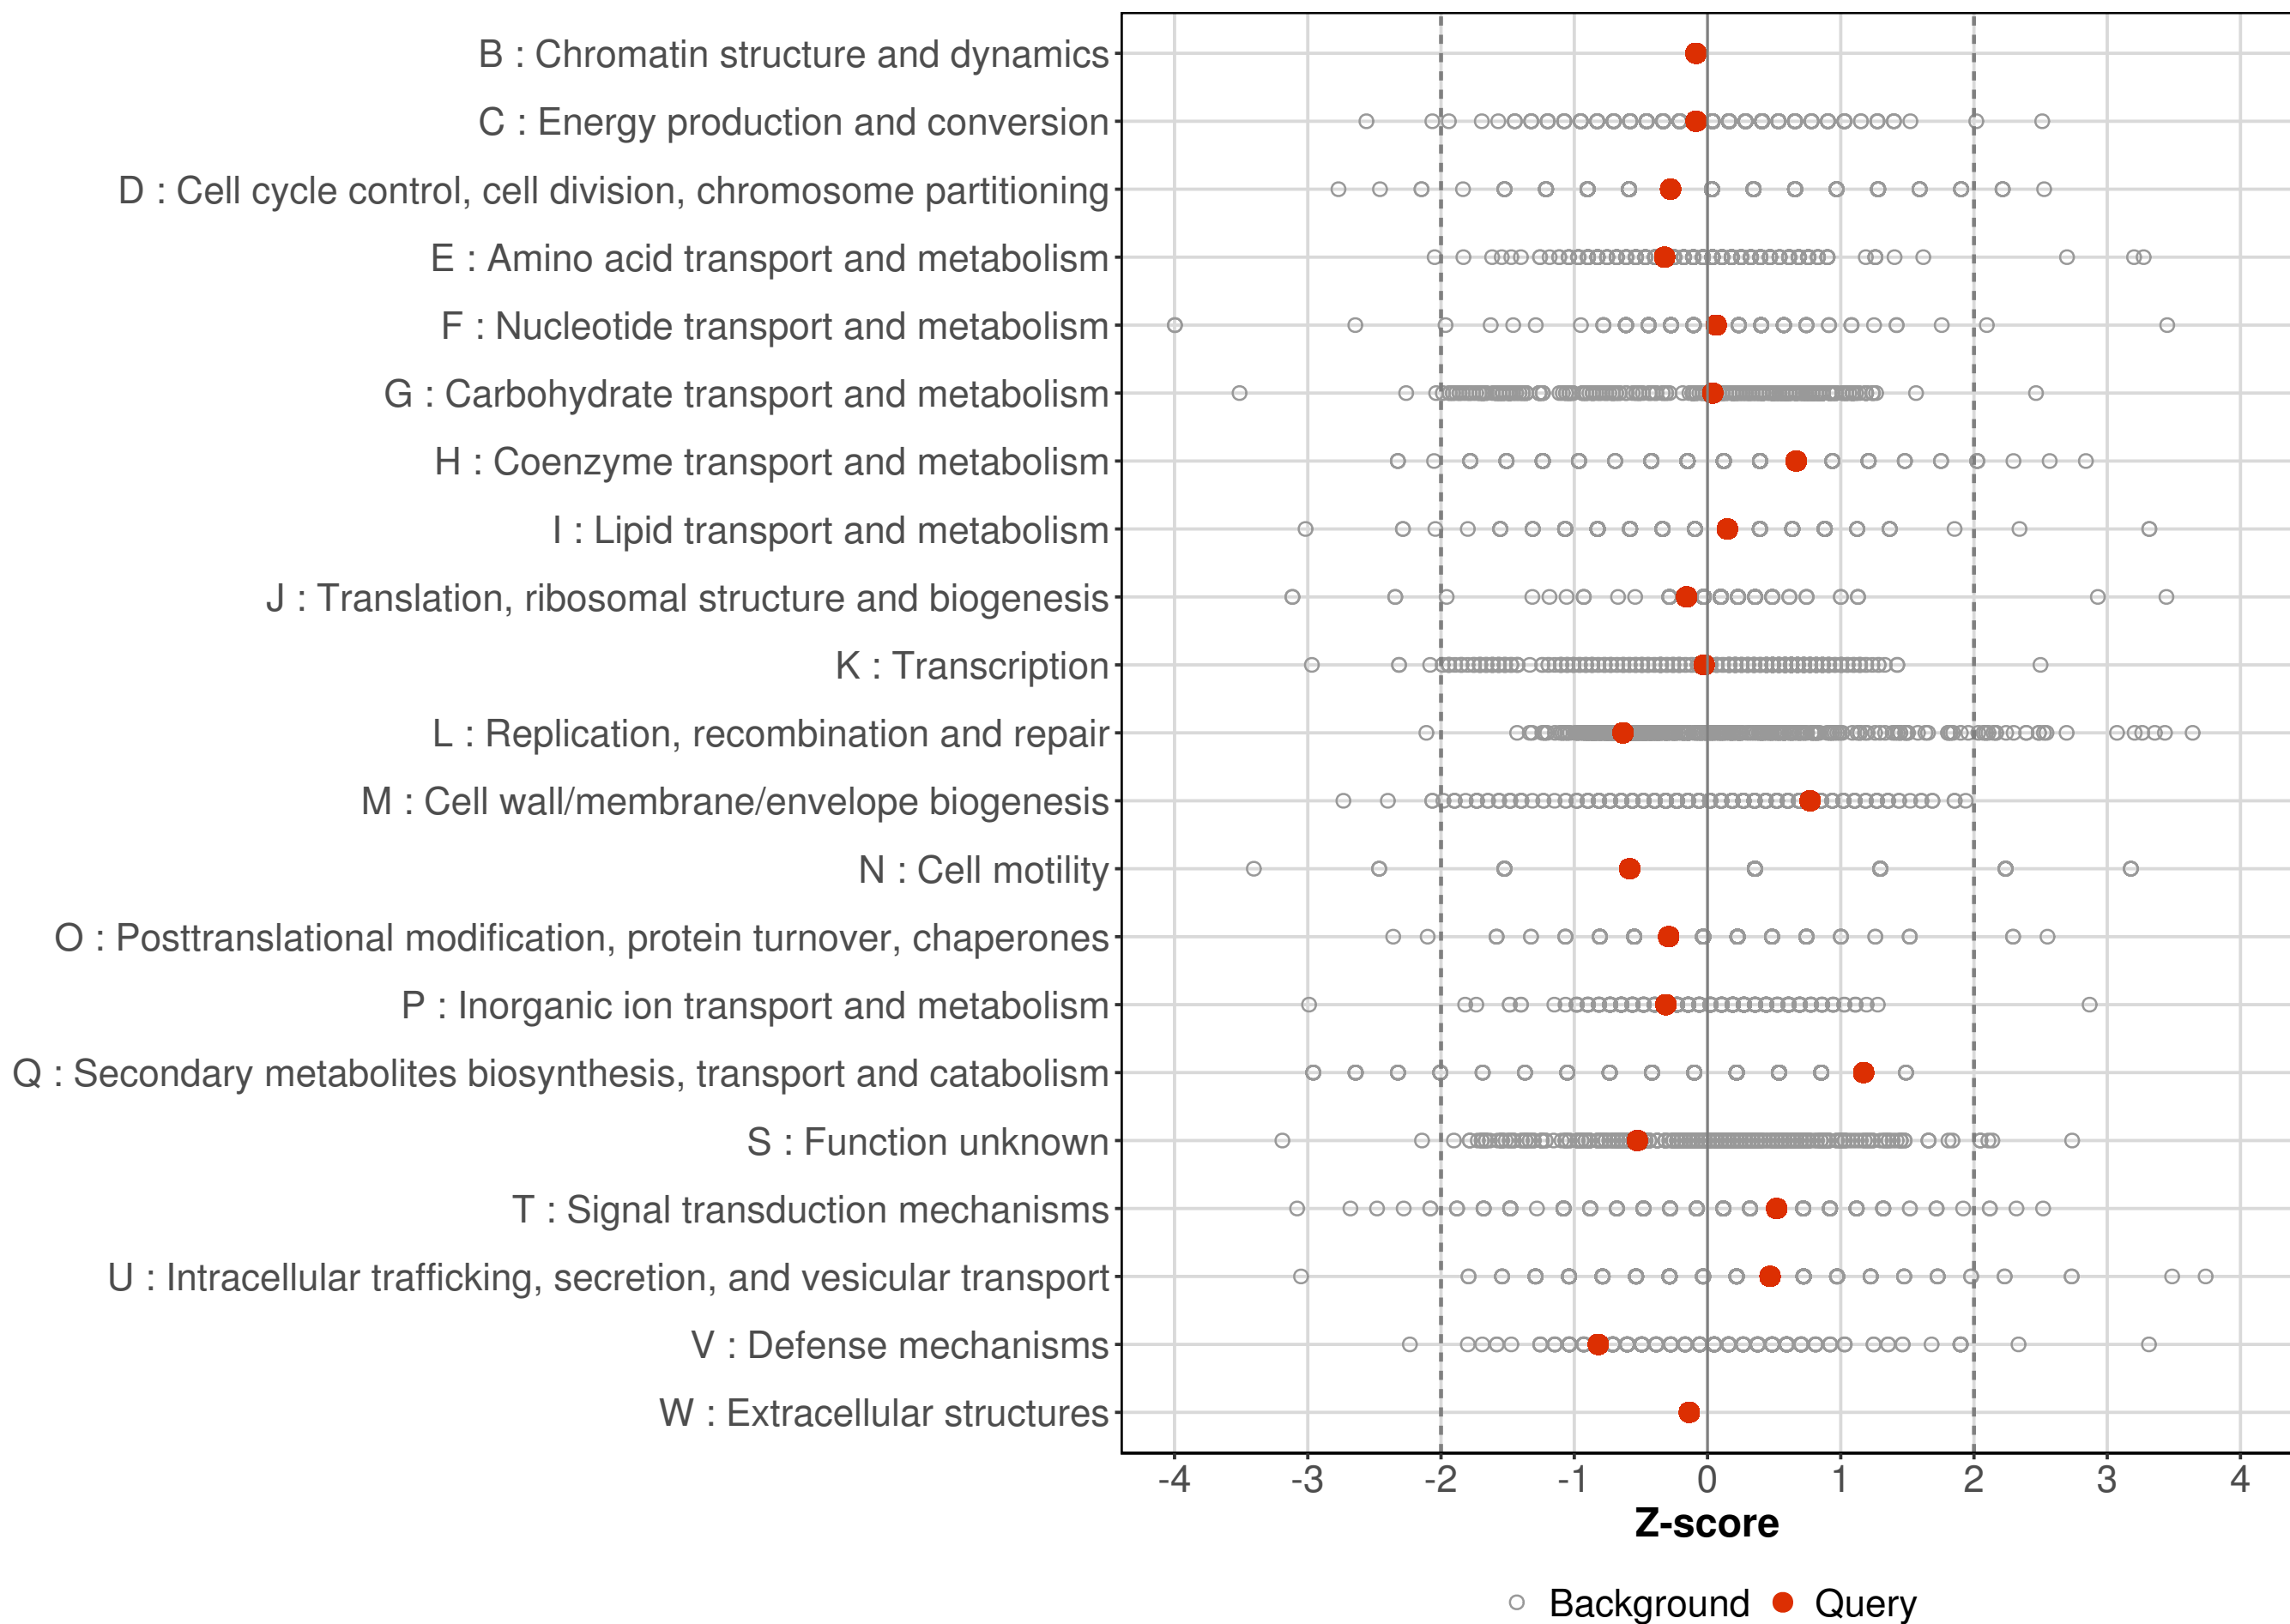 B : Chromatin structure and dynamics
C : Energy production and conversion
D : Cell cycle control, cell division, chromosome partitioning
E : Amino acid transport and metabolism
F : Nucleotide transport and metabolism
G : Carbohydrate transport and metabolism
H : Coenzyme transport and metabolism
I : Lipid transport and metabolism
J : Translation, ribosomal structure and biogenesis
K : Transcription
L : Replication, recombination and repair
M : Cell wall/membrane/envelope biogenesis
N : Cell motility
O : Posttranslational modification, protein turnover, chaperones
P : Inorganic ion transport and metabolism
Q : Secondary metabolites biosynthesis, transport and catabolism
S : Function unknown
T : Signal transduction mechanisms
U : Intracellular trafficking, secretion, and vesicular transport
V : Defense mechanisms
W : Extracellular structures
-4 -3 -2 -1 0 1 2 3 4
Z-score
Background Query